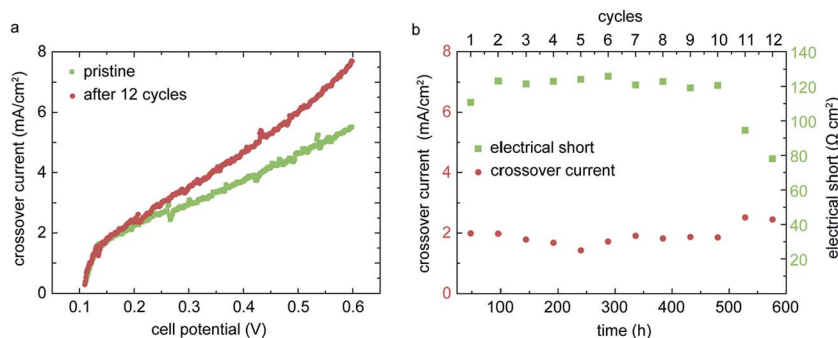 a
crossover current (mA/cm²)
8
6
4
2
0
pristine
after 12 cycles
0.1 0.2 0.3 0.4 0.5 0.6
cell potential (V)
b
cycles
1 2 3 4 5 6 7 8 9 10 11 12
crossover current (mA/cm²)
8
6
4
2
0
electrical short
crossover current
140
120
100
80
60
40
20
electrical short (Ω cm²)
100 200 300 400 500 600
time (h)